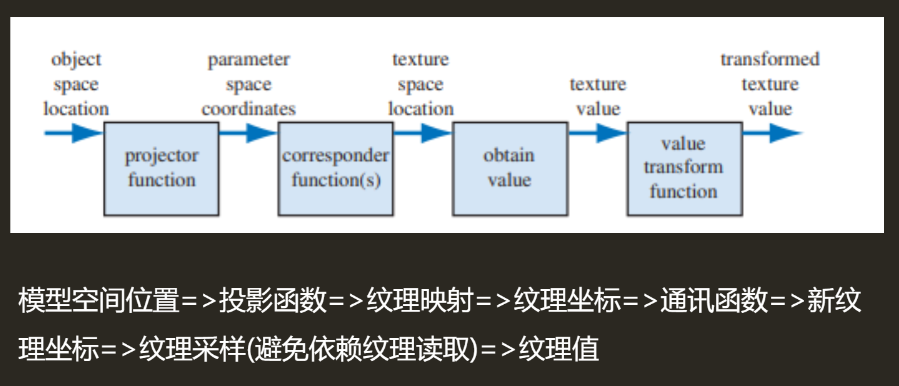 object space location
parameter space coordinates
texture space location
texture value
transformed texture value
projector function
corresponder function(s)
obtain value
value transform function
模型空间位置=>投影函数=>纹理映射=>纹理坐标=>通讯函数=>新纹
理坐标=>纹理采样(避免依赖纹理读取)=>纹理值